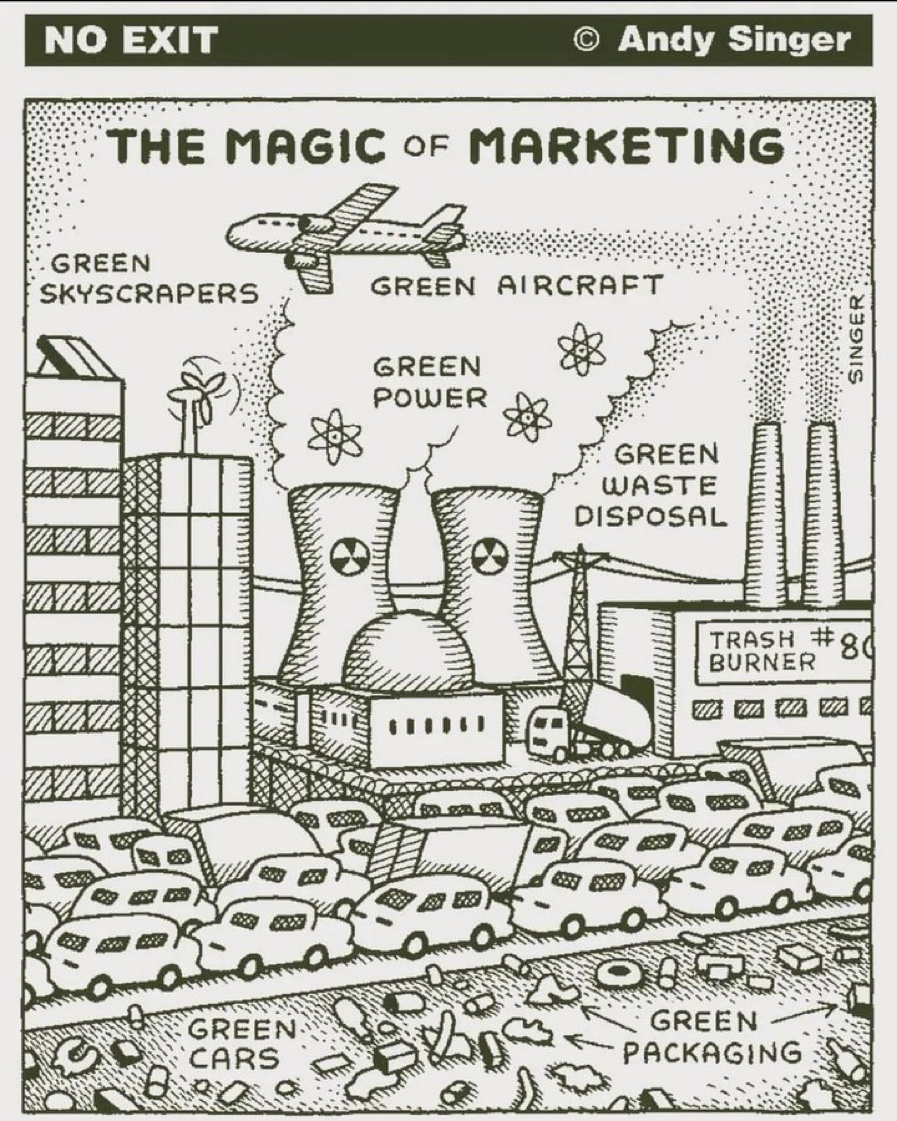 NO EXIT
© Andy Singer
THE MAGIC OF MARKETING
GREEN
SKYSCRAPERS
GREEN AIRCRAFT
SINGER
GREEN
POWER
GREEN
WASTE
DISPOSAL
TRASH #80
BURNER
GREEN
CARS
GREEN
PACKAGING